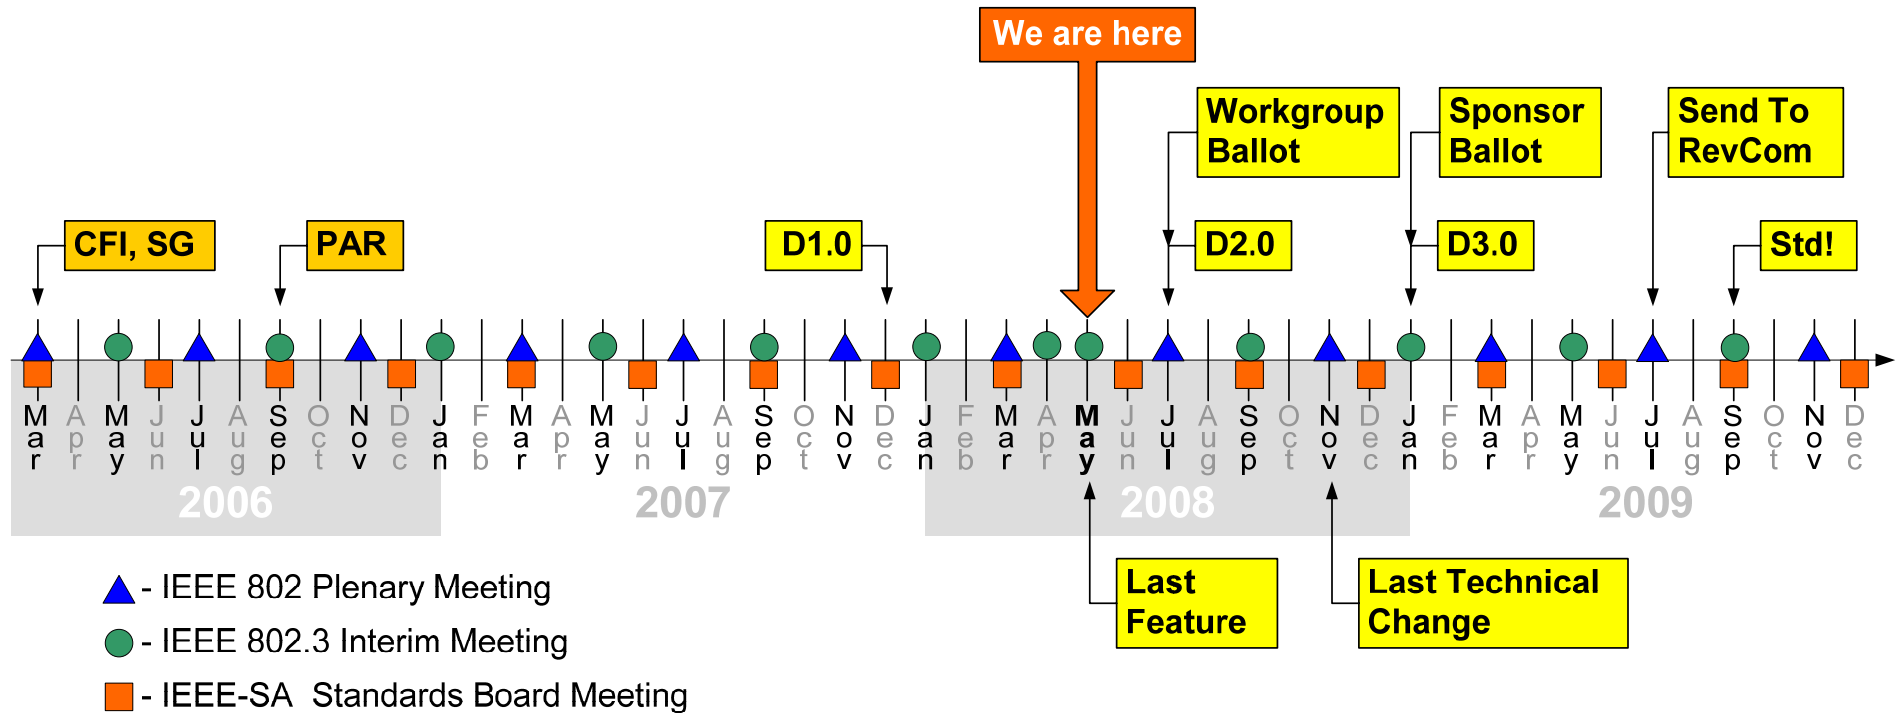 We are here
Workgroup
Ballot
Sponsor
Ballot
Send To
RevCom
CFI, SG
PAR
D1.0
D2.0
D3.0
Std!
Mar Apr May Jun Jul Aug Sep Oct Nov Dec Jan Feb Mar Apr May Jun Jul Aug Sep Oct Nov Dec Jan Feb Mar Apr May Jun Jul Aug Sep Oct Nov Dec Jan Feb Mar Apr May Jun Jul Aug Sep Oct Nov Dec
2006 2007 2008 2009
Last
Feature
Last Technical
Change
- IEEE 802 Plenary Meeting
- IEEE 802.3 Interim Meeting
- IEEE-SA Standards Board Meeting